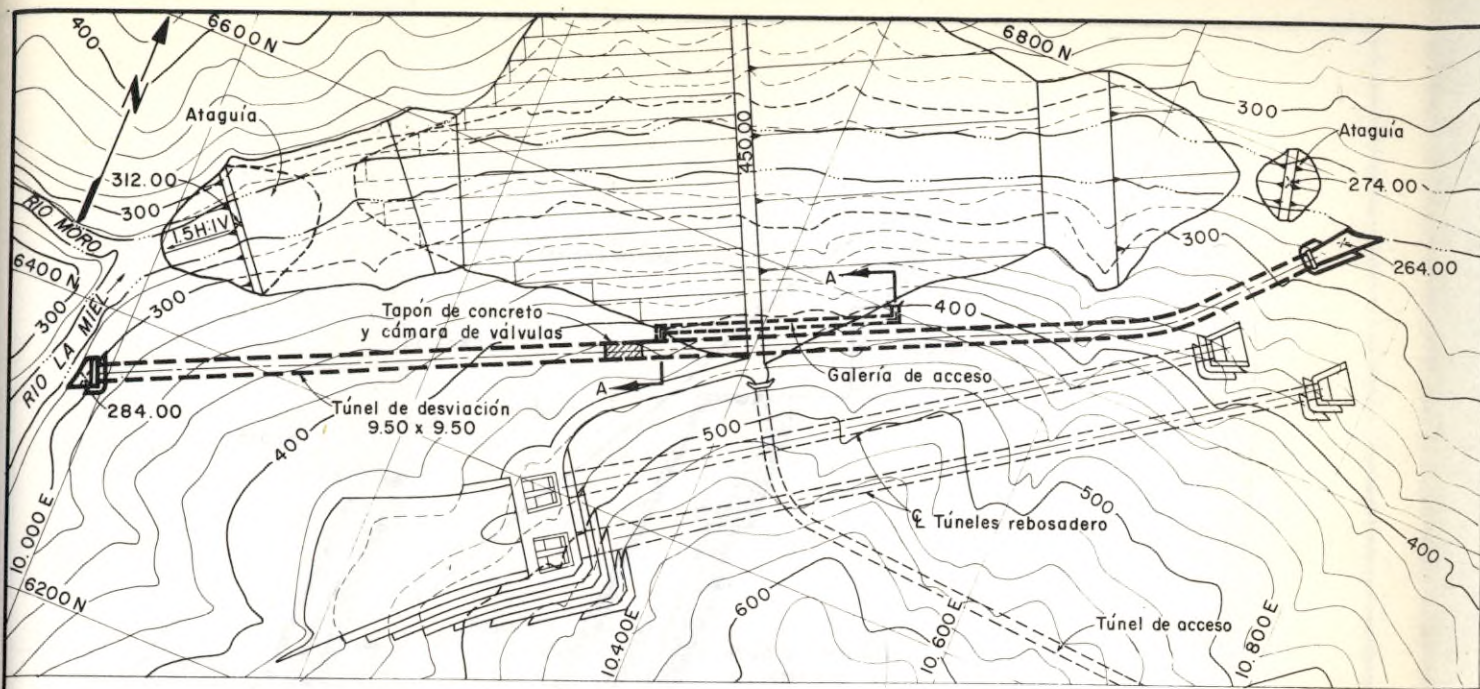 400
6600 N
6800 N
N
Ataguía
300
Ataguía
312.00
300
450.00
274.00
RIO MORO
1.5H:1V
300
264.00
6400 N
300
300
RIO LA MIEL
A
400
Tapón de concreto
y cámara de válvulas
A
Galería de acceso
284.00
Túnel de desviación
9.50 x 9.50
400
500
500
℄ Túneles rebosadero
10.000 E
6200 N
400
600
10.400 E
10.600 E
Túnel de acceso
10.800 E